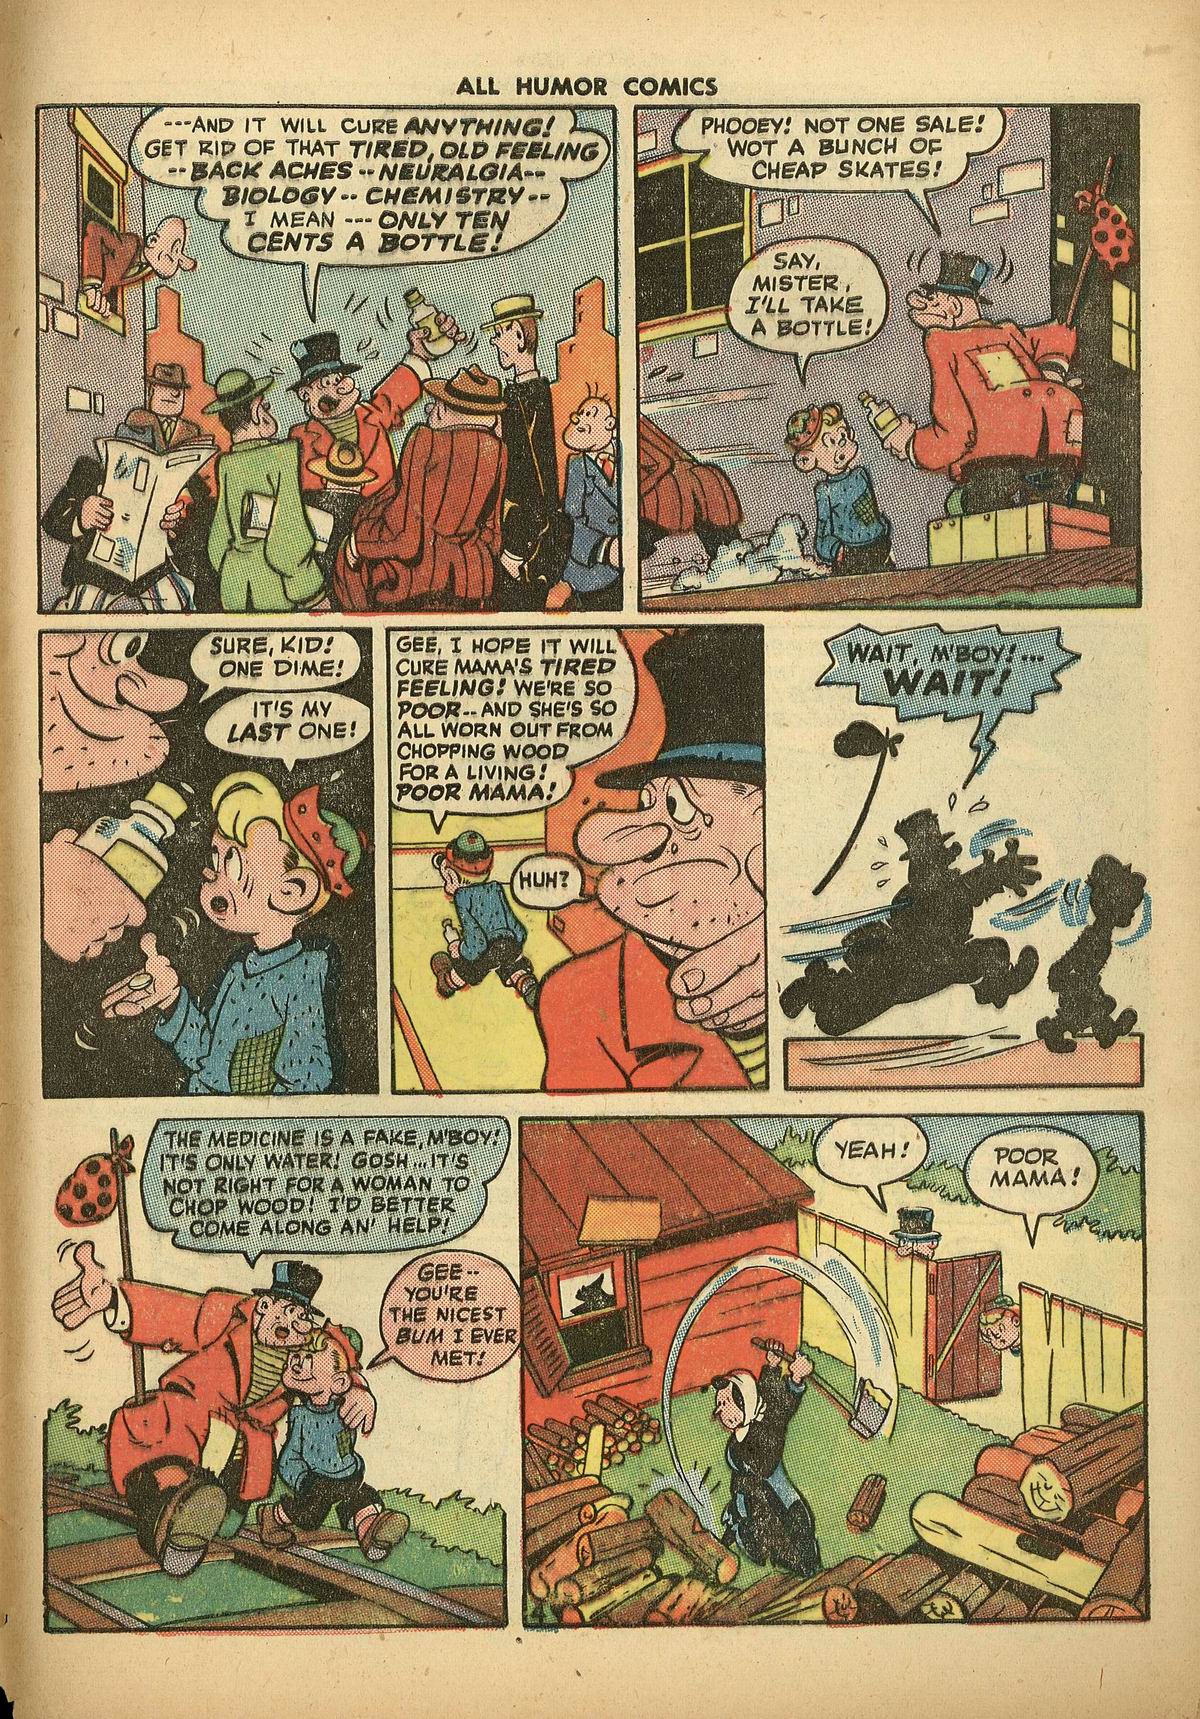 ALL HUMOR COMICS
---AND IT WILL CURE ANYTHING!
GET RID OF THAT TIRED, OLD FEELING
--BACK ACHES--NEURALGIA--
BIOLOGY--CHEMISTRY--
I MEAN --- ONLY TEN
CENTS A BOTTLE!
PHOOEY! NOT ONE SALE!
WOT A BUNCH OF
CHEAP SKATES!
SAY,
MISTER,
I'LL TAKE
A BOTTLE!
SURE, KID!
ONE DIME!
IT'S MY
LAST ONE!
GEE, I HOPE IT WILL
CURE MAMA'S TIRED
FEELING! WE'RE SO
POOR--AND SHE'S SO
ALL WORN OUT FROM
CHOPPING WOOD
FOR A LIVING!
POOR MAMA!
HUH?
WAIT, M'BOY!...
WAIT!
THE MEDICINE IS A FAKE, M'BOY!
IT'S ONLY WATER! GOSH...IT'S
NOT RIGHT FOR A WOMAN TO
CHOP WOOD! I'D BETTER
COME ALONG AN' HELP!
GEE--
YOU'RE
THE NICEST
BUM I EVER
MET!
YEAH!
POOR
MAMA!